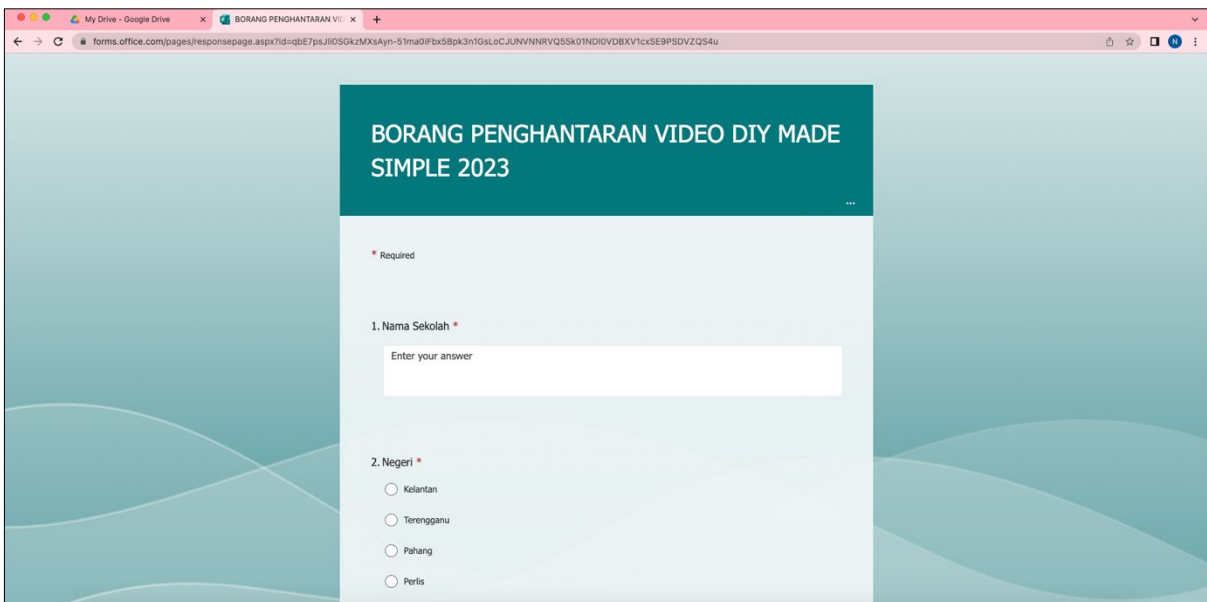 My Drive - Google Drive
BORANG PENGHANTARAN VI
forms.office.com/pages/responsepage.aspx?id=qbE7psJIi0SGkzMXsAyn-51ma0iFbx5Bpk3n1GsLoCJUNVNNRVQ5Sk01NDI0VDBXV1cxSE9PSDVZQS4u
N
BORANG PENGHANTARAN VIDEO DIY MADE
SIMPLE 2023
...
* Required
1. Nama Sekolah *
Enter your answer
2. Negeri *
Kelantan
Terengganu
Pahang
Perlis